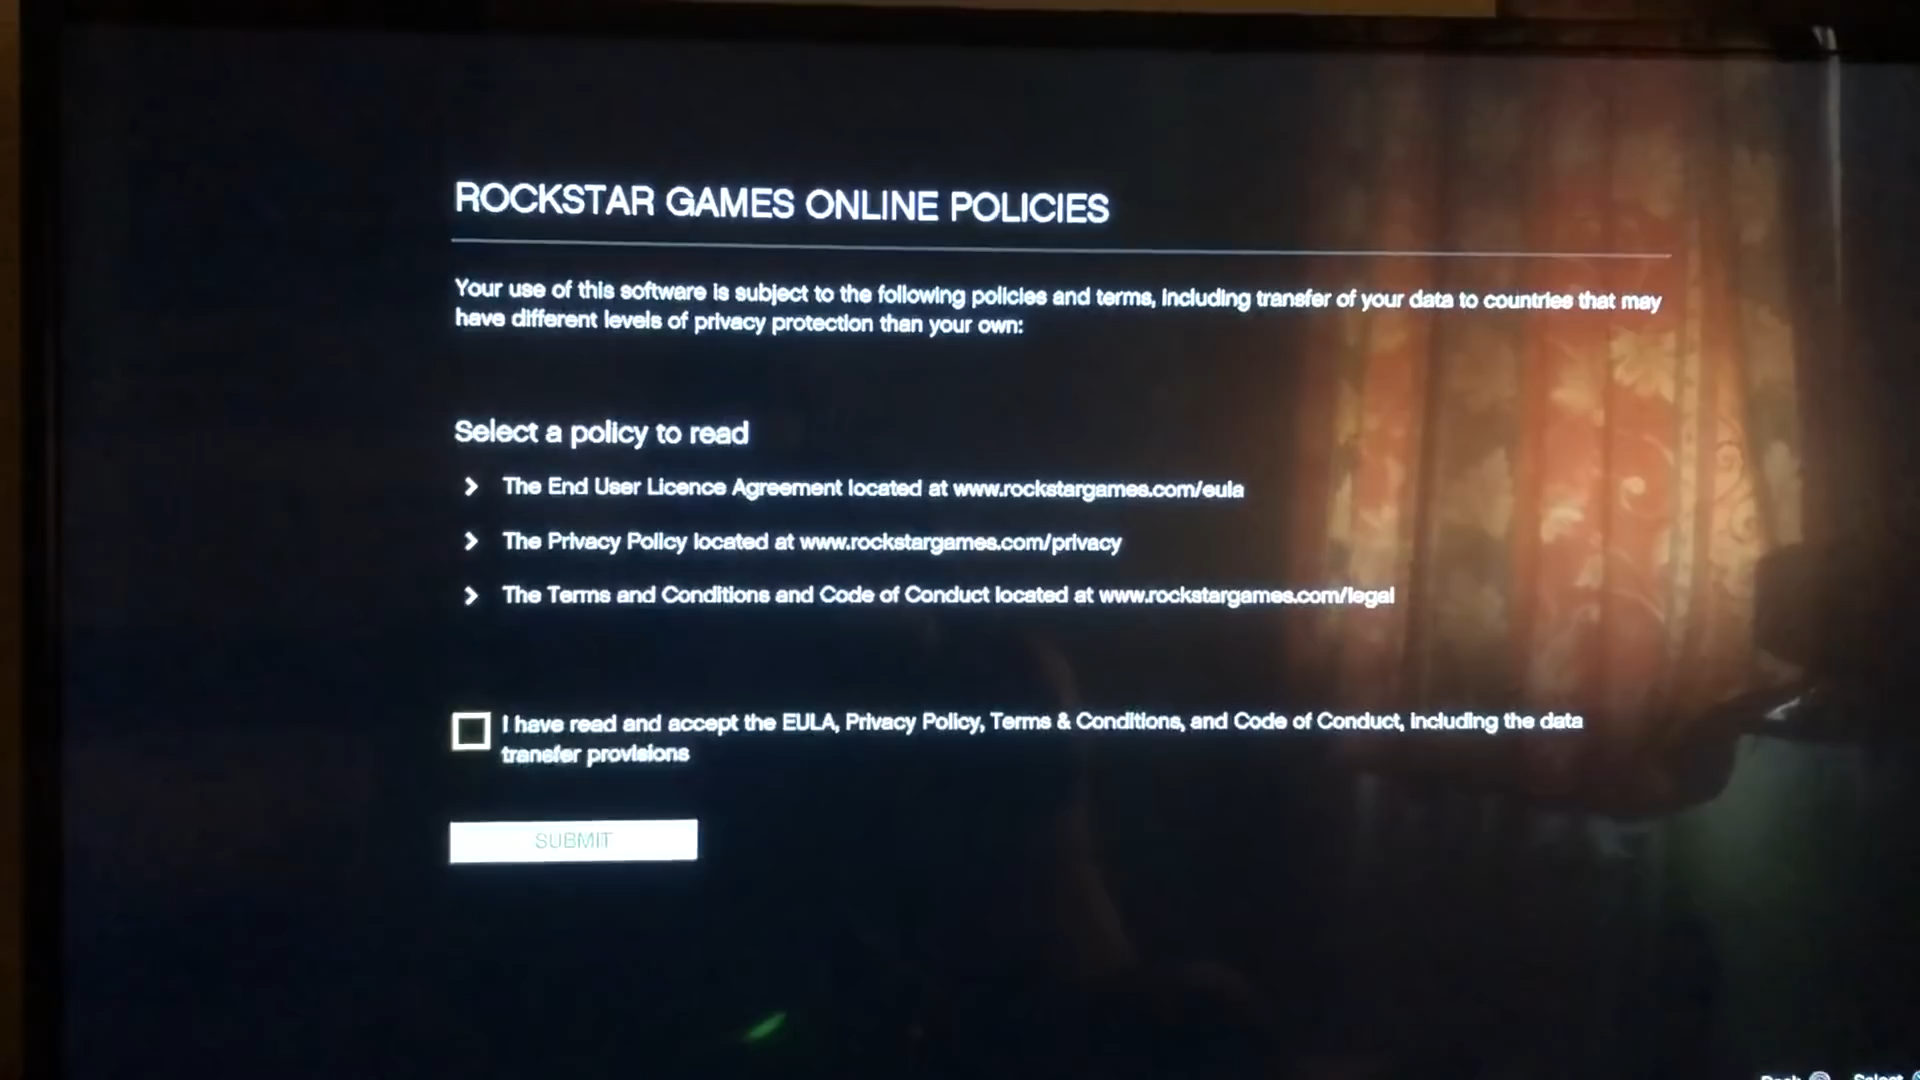 ROCKSTAR GAMES ONLINE POLICIES
Your use of this software is subject to the following policies and terms, including transfer of your data to countries that may
have different levels of privacy protection than your own:
Select a policy to read
The End User Licence Agreement located at www.rockstargames.com/eula
The Privacy Policy located at www.rockstargames.com/privacy
The Terms and Conditions and Code of Conduct located at www.rockstargames.com/legal
I have read and accept the EULA, Privacy Policy, Terms & Conditions, and Code of Conduct, including the data
transfer provisions
SUBMIT
Back Select